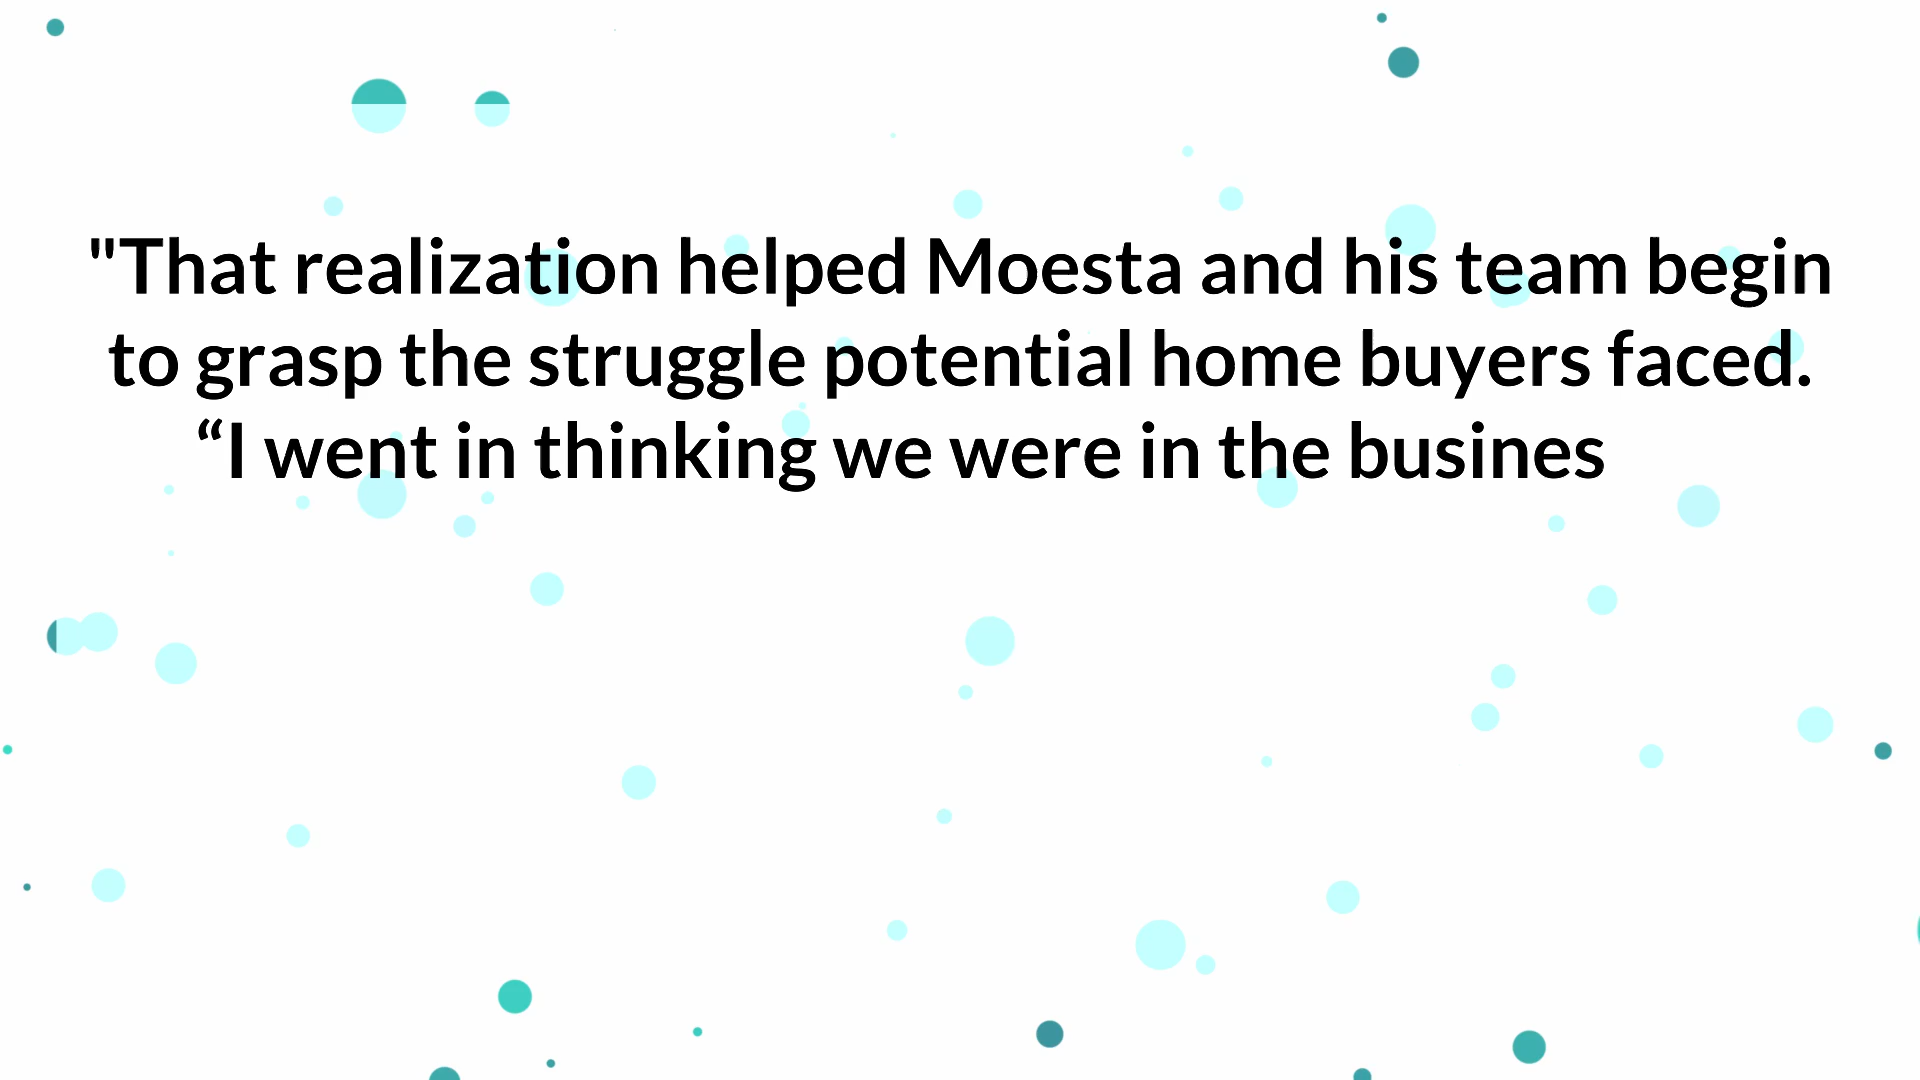 "That realization helped Moesta and his team begin
to grasp the struggle potential home buyers faced.
“I went in thinking we were in the busines